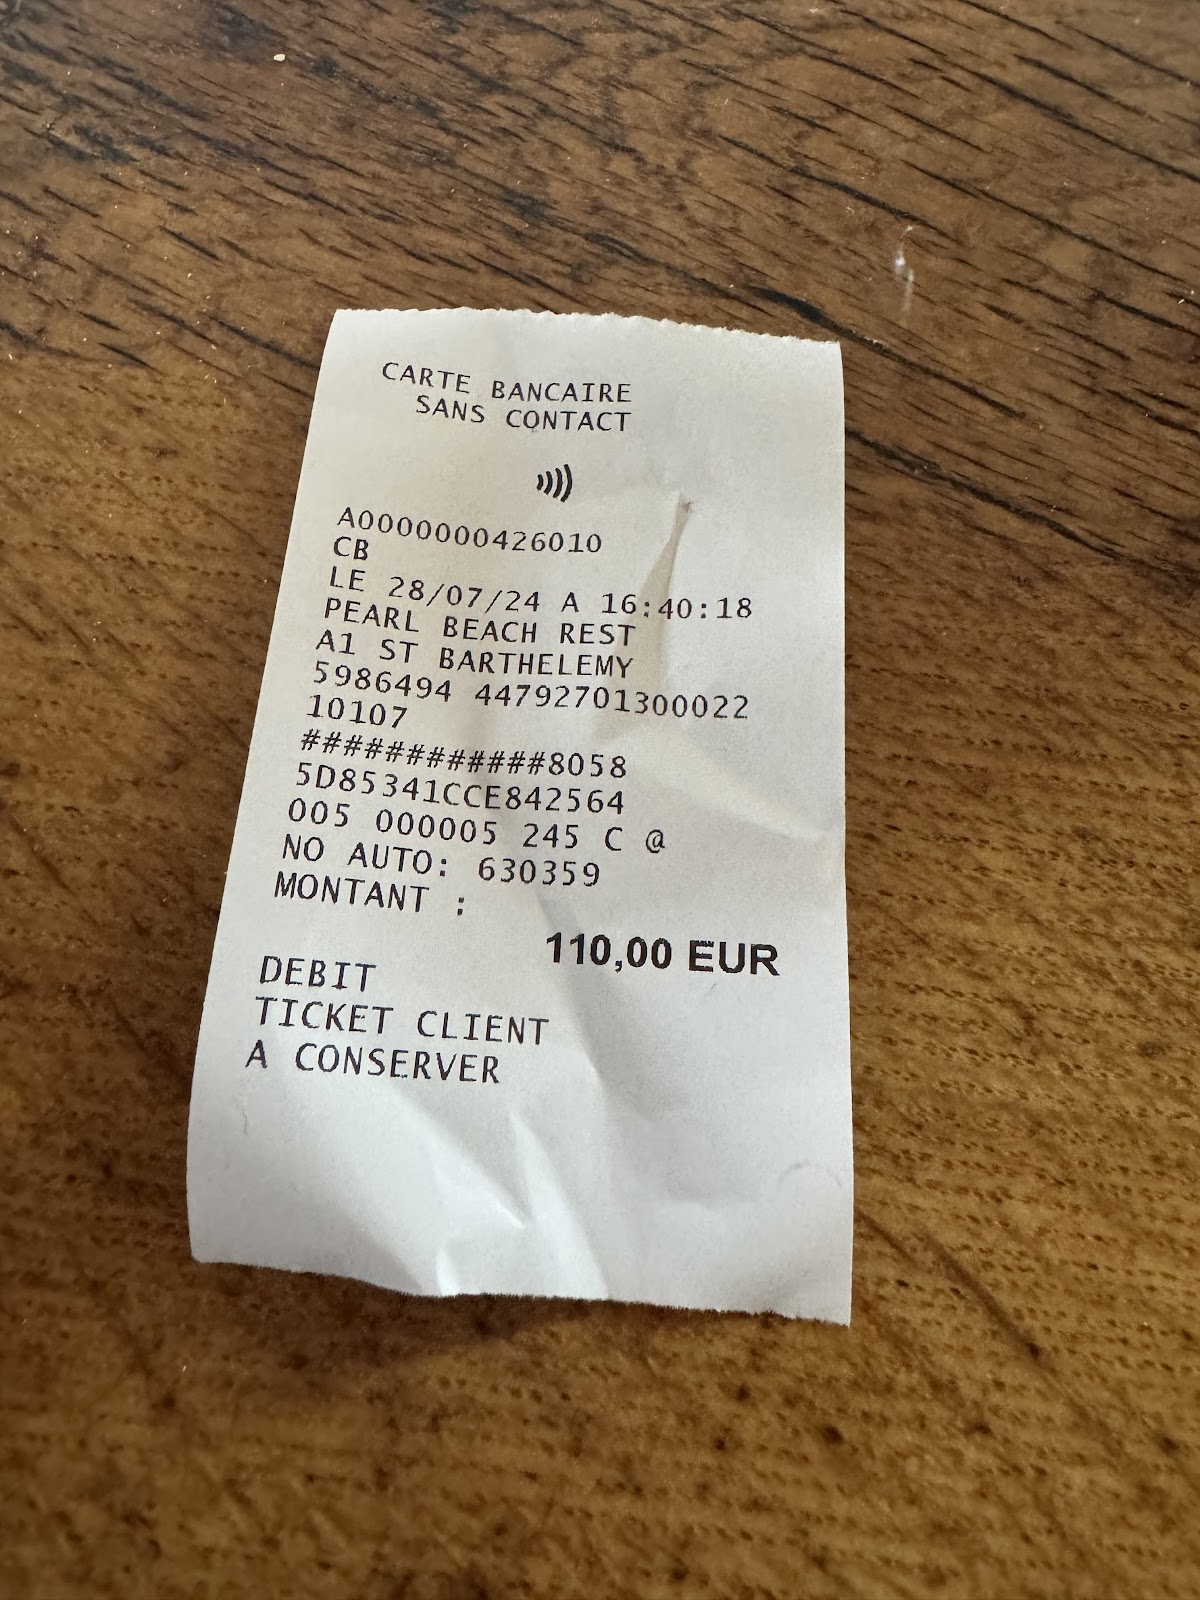 CARTE BANCAIRE
SANS CONTACT
A0000000426010
CB
LE 28/07/24 A 16:40:18
PEARL BEACH REST
A1 ST BARTHELEMY
5986494 44792701300022
10107
############8058
5D85341CCE842564
005 000005 245 C @
NO AUTO: 630359
MONTANT :
110,00 EUR
DEBIT
TICKET CLIENT
A CONSERVER